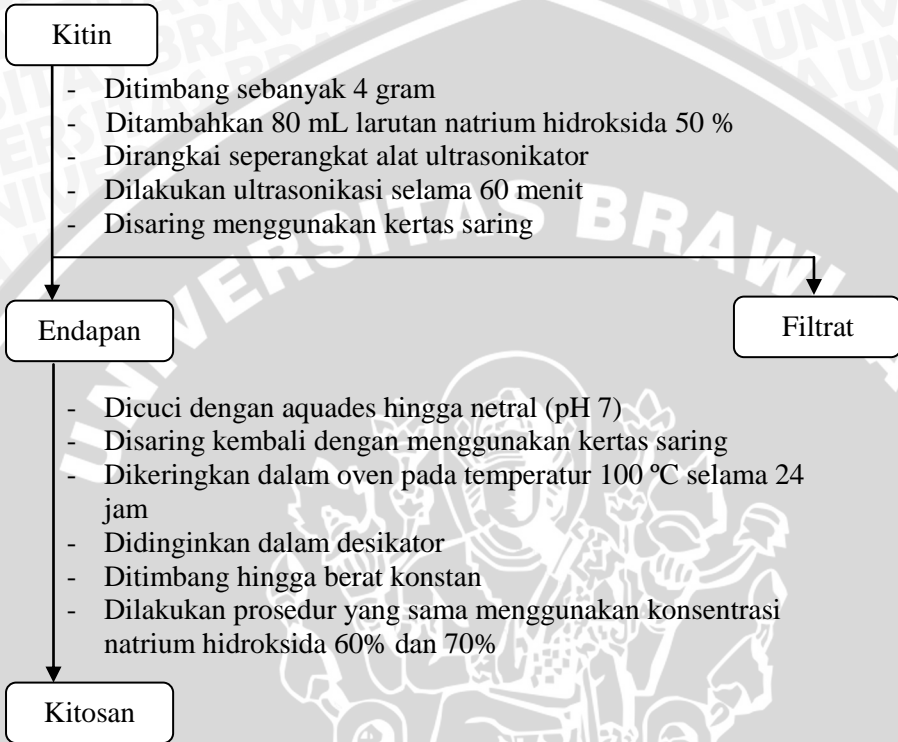 Kitin
- Ditimbang sebanyak 4 gram
- Ditambahkan 80 mL larutan natrium hidroksida 50 %
- Dirangkai seperangkat alat ultrasonikator
- Dilakukan ultrasonikasi selama 60 menit
- Disaring menggunakan kertas saring
Endapan
Filtrat
- Dicuci dengan aquades hingga netral (pH 7)
- Disaring kembali dengan menggunakan kertas saring
- Dikeringkan dalam oven pada temperatur 100 ºC selama 24
jam
- Didinginkan dalam desikator
- Ditimbang hingga berat konstan
- Dilakukan prosedur yang sama menggunakan konsentrasi
natrium hidroksida 60% dan 70%
Kitosan
UNIVERSITAS BRAWI